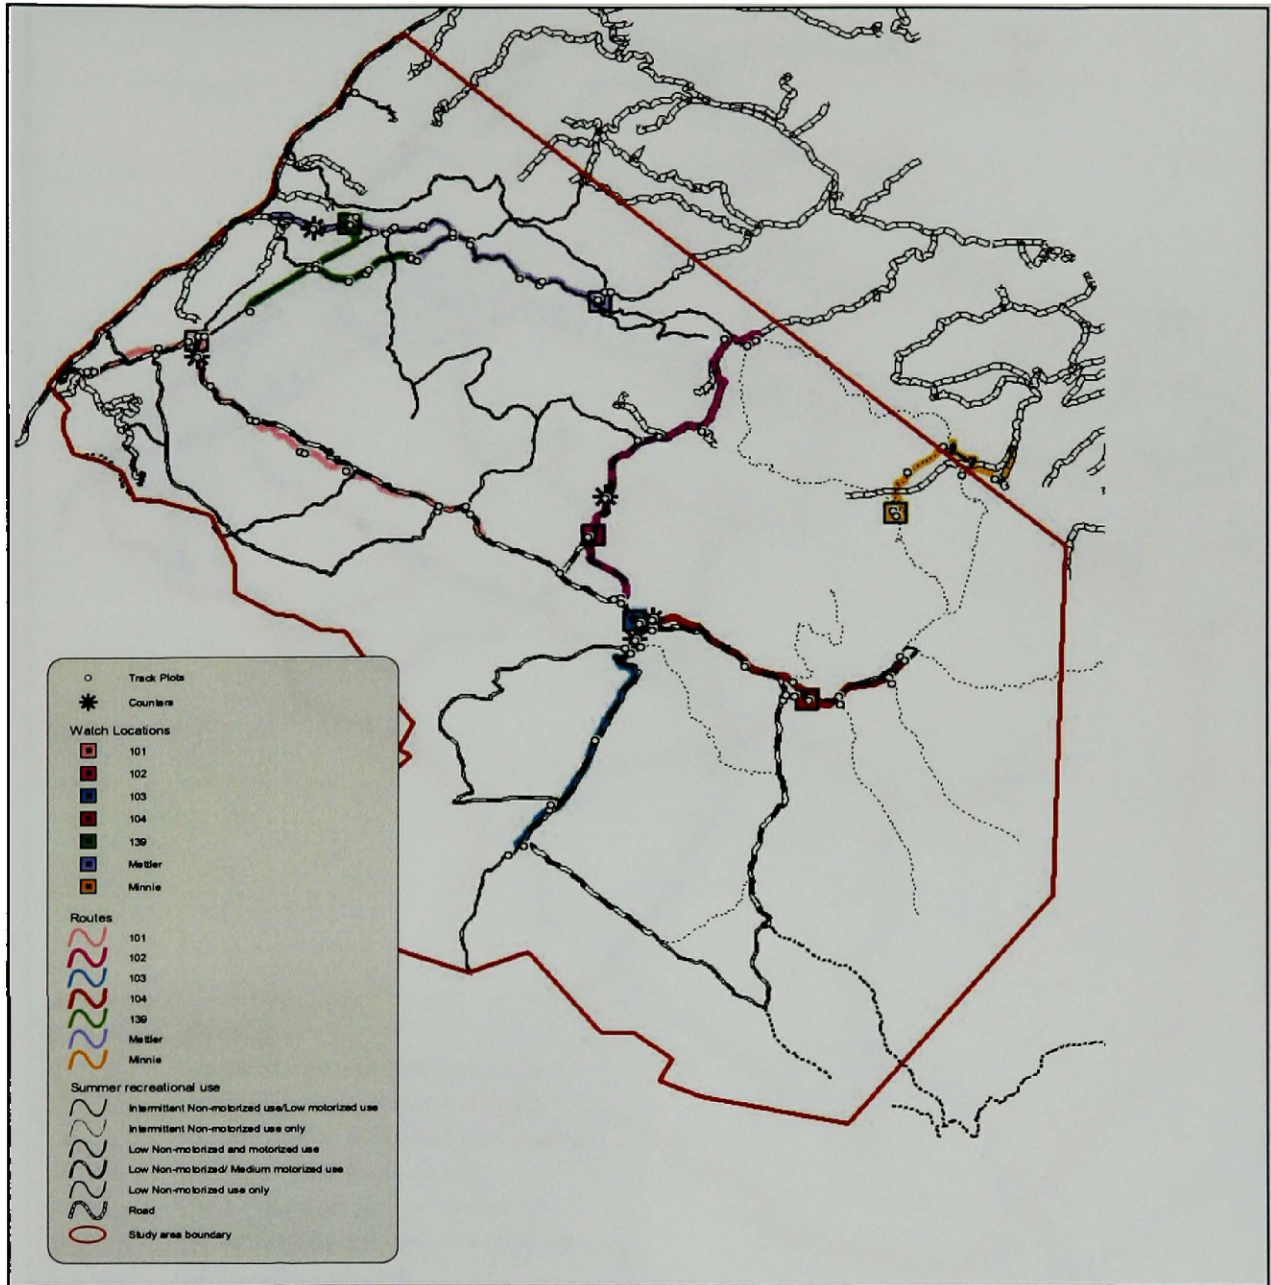 Track Plots
Counters
Watch Locations
101
102
103
104
139
Mettler
Minnie
Routes
101
102
103
104
139
Mettler
Minnie
Summer recreational use
Intermittent Non-motorized use/Low motorized use
Intermittent Non-motorized use only
Low Non-motorized and motorized use
Low Non-motorized/ Medium motorized use
Low Non-motorized use only
Road
Study area boundary